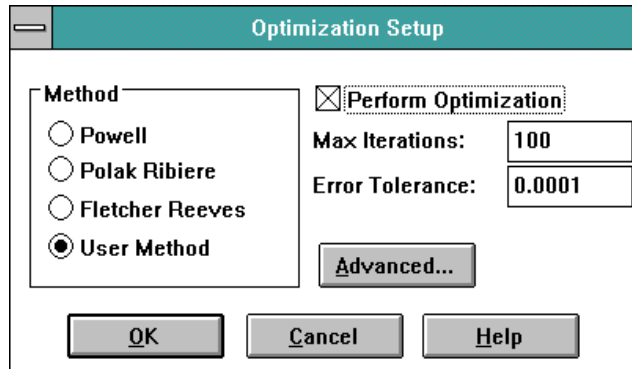 Optimization Setup
Method
Powell
Polak Ribiere
Fletcher Reeves
User Method
Perform Optimization
Max Iterations: 100
Error Tolerance: 0.0001
Advanced...
OK Cancel Help